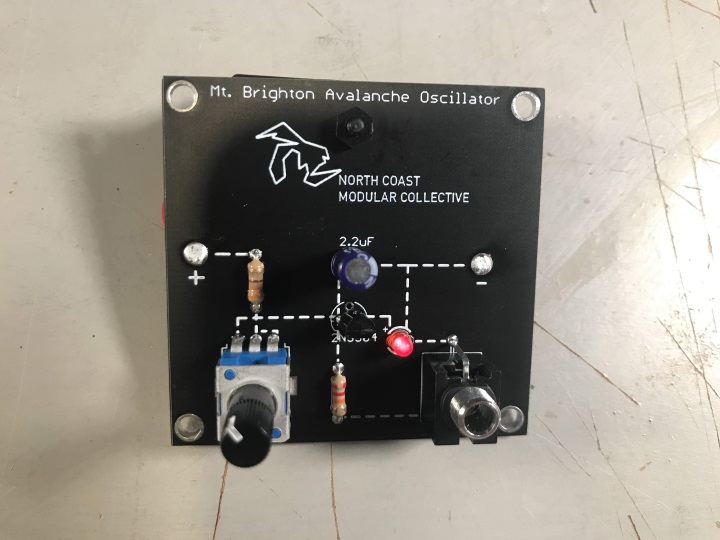 Mt. Brighton Avalanche Oscillator
NORTH COAST
MODULAR COLLECTIVE
2.2uF
+
-
+